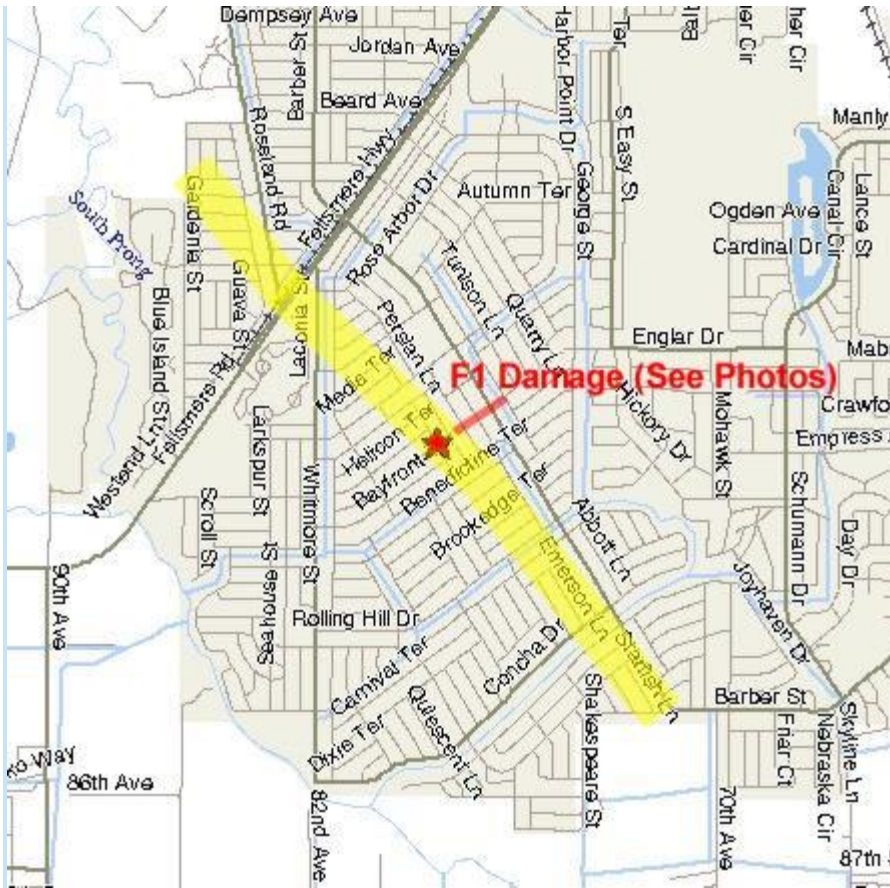 Dempsey Ave
Barber St
Jordan Ave
Harbor Point Dr
Ter
Beard Ave
S Easy St
Manly
Roseland Rd
Fellsmere Hwy
Rose Arbor Dr
Autumn Ter
George St
Canal Cir
Lance St
Ogden Ave
Cardinal Dr
South Prong
Gardenia St
Guava St
Laconia St
Tunison Ln
Quarry Ln
Blue Island St
Persian Ln
Englar Dr
Mab
Media Ter
F1 Damage (See Photos)
Fellsmere Rd
Westend Ln
Larkspur St
Helicon Ter
Bayfront
Benedictine Ter
Hickory Dr
Mohawk St
Crawfo
Empress
Scroll St
Whitmore St
Brookedge Ter
Abbott Ln
Schumann Dr
Day Dr
90th Ave
Seahouse St
Emerson Ln
Joyhaven Dr
Rolling Hill Dr
Concha Dr
Starfish Ln
Carnival Ter
Quiescent Ln
Shakespeare St
Barber St
Dixie Ter
Friar Ct
Nebraska Cir
Skyline Ln
86th Ave
82nd Ave
70th Ave
87th